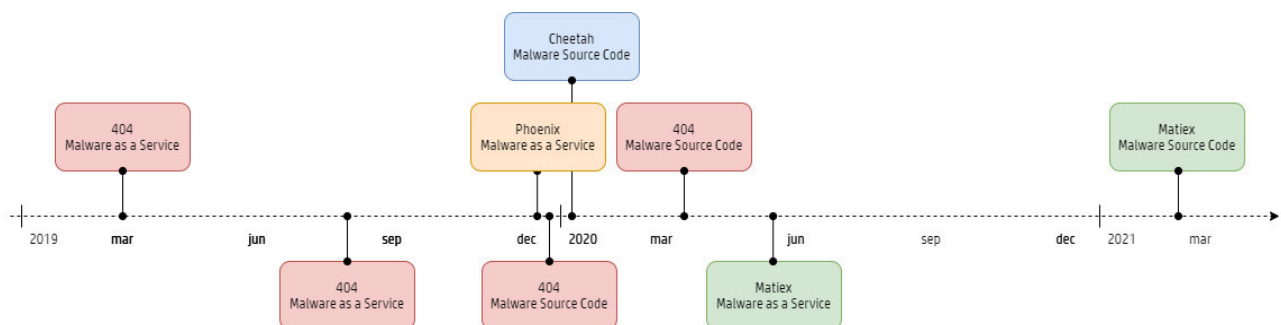 Cheetah
Malware Source Code
404
Malware as a Service
Phoenix
Malware as a Service
404
Malware Source Code
Matiex
Malware Source Code
2019 mar jun sep dec 2020 mar jun sep dec 2021 mar
404
Malware as a Service
404
Malware Source Code
Matiex
Malware as a Service